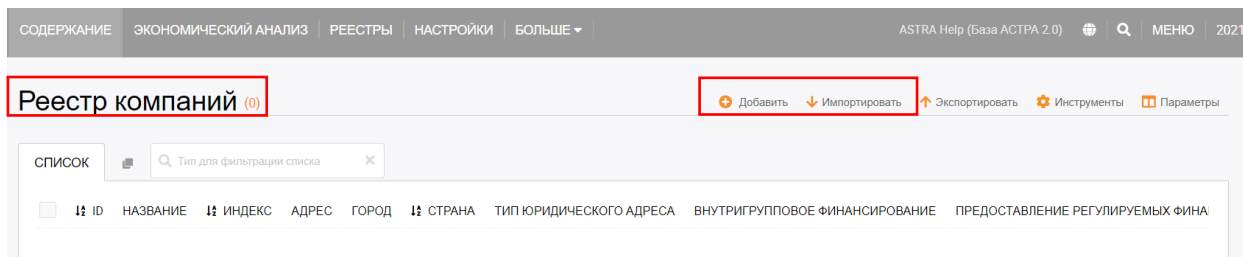 СОДЕРЖАНИЕ ЭКОНОМИЧЕСКИЙ АНАЛИЗ РЕЕСТРЫ НАСТРОЙКИ БОЛЬШЕ ASTRA Help (База АСТРА 2.0) МЕНЮ 2021
Реестр компаний (0) Добавить Импортировать Экспортировать Инструменты Параметры
СПИСОК Тип для фильтрации списка
ID НАЗВАНИЕ ИНДЕКС АДРЕС ГОРОД СТРАНА ТИП ЮРИДИЧЕСКОГО АДРЕСА ВНУТРИГРУППОВОЕ ФИНАНСИРОВАНИЕ ПРЕДОСТАВЛЕНИЕ РЕГУЛИРУЕМЫХ